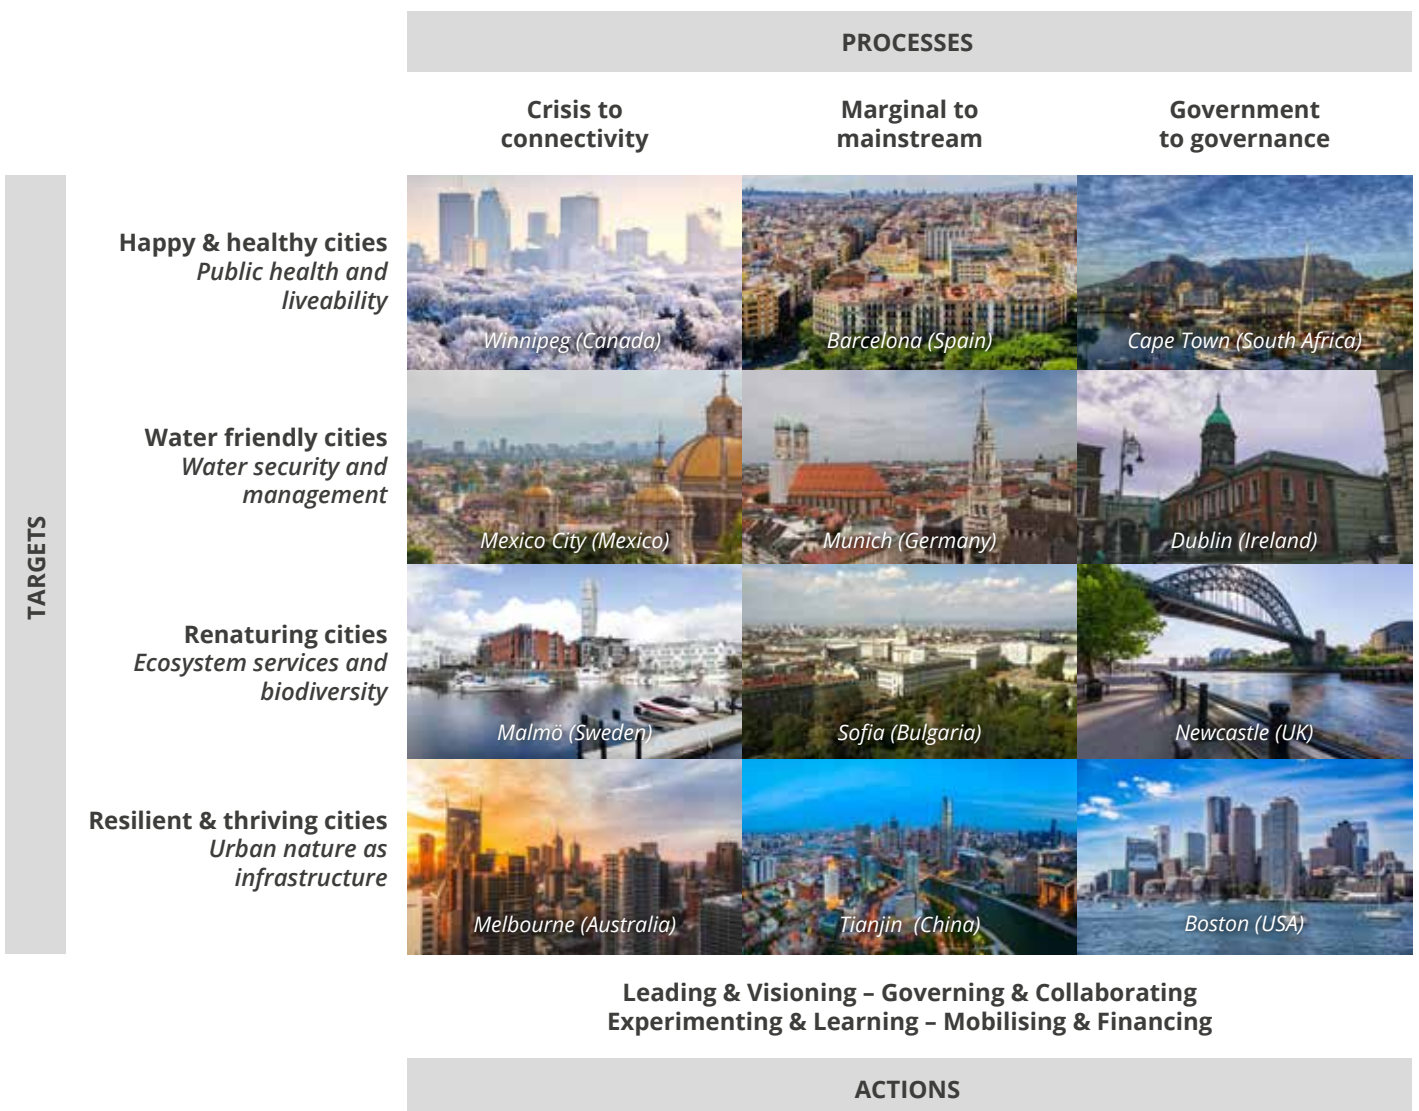 PROCESSES
Crisis to
connectivity
Marginal to
mainstream
Government
to governance
TARGETS
Happy & healthy cities
Public health and
liveability
Winnipeg (Canada)
Barcelona (Spain)
Cape Town (South Africa)
Water friendly cities
Water security and
management
Mexico City (Mexico)
Munich (Germany)
Dublin (Ireland)
Renaturing cities
Ecosystem services and
biodiversity
Malmö (Sweden)
Sofia (Bulgaria)
Newcastle (UK)
Resilient & thriving cities
Urban nature as
infrastructure
Melbourne (Australia)
Tianjin  (China)
Boston (USA)
Leading & Visioning – Governing & Collaborating
Experimenting & Learning – Mobilising & Financing
ACTIONS